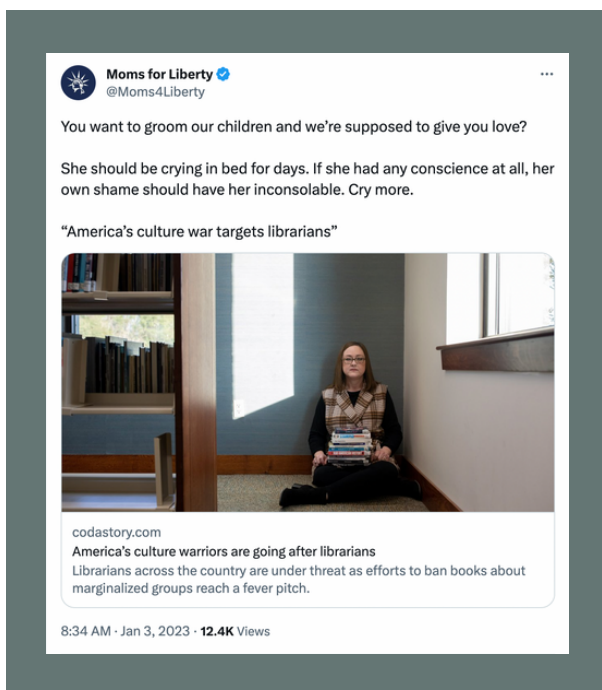 Moms for Liberty
@Moms4Liberty
You want to groom our children and we’re supposed to give you love?
She should be crying in bed for days. If she had any conscience at all, her
own shame should have her inconsolable. Cry more.
“America’s culture war targets librarians”
codastory.com
America’s culture warriors are going after librarians
Librarians across the country are under threat as efforts to ban books about
marginalized groups reach a fever pitch.
8:34 AM · Jan 3, 2023 · 12.4K Views